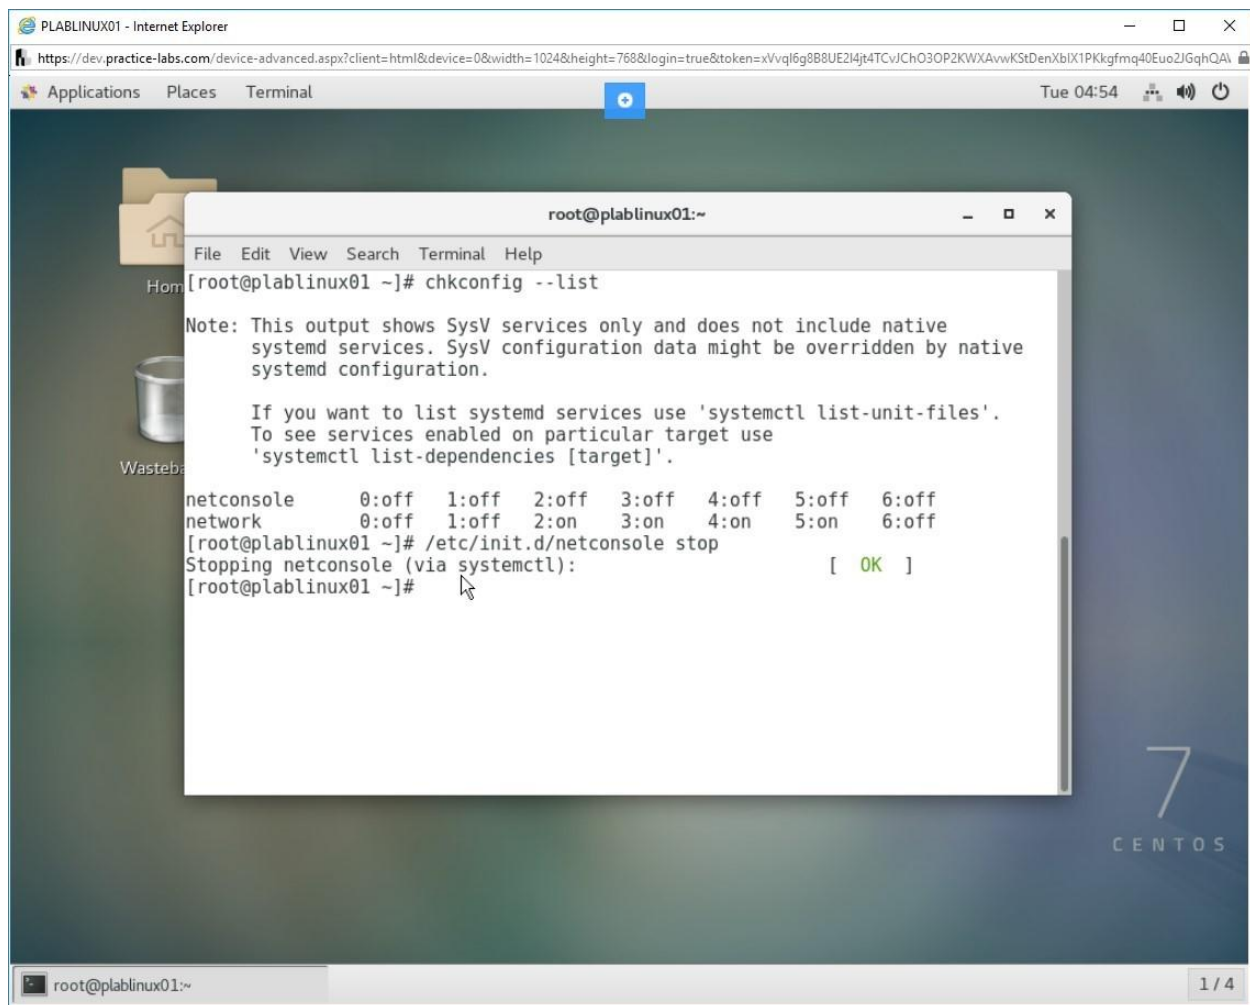 PLABLINUX01 - Internet Explorer
https://dev.practice-labs.com/device-advanced.aspx?client=html&device=0&width=1024&height=768&login=true&token=
Applications Places Terminal Tue 04:54
root@plablinux01:~
File Edit View Search Terminal Help
[root@plablinux01 ~]# chkconfig --list
Hom
Note: This output shows SysV services only and does not include native
systemd services. SysV configuration data might be overridden by native
systemd configuration.
If you want to list systemd services use 'systemctl list-unit-files'.
To see services enabled on particular target use
'systemctl list-dependencies [target]'.
Wasteba
netconsole 0:off 1:off 2:off 3:off 4:off 5:off 6:off
network 0:off 1:off 2:on 3:on 4:on 5:on 6:off
[root@plablinux01 ~]# /etc/init.d/netconsole stop
Stopping netconsole (via systemctl): [ OK ]
[root@plablinux01 ~]#
7
CENTOS
root@plablinux01:~ 1 / 4